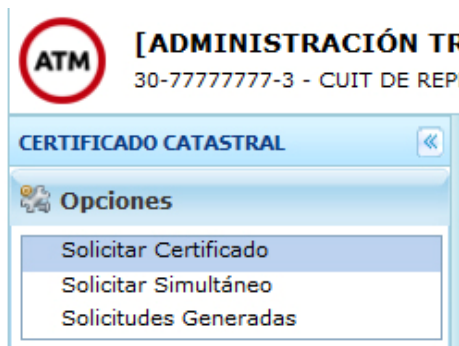 ATM
[ADMINISTRACIÓN TR
30-77777777-3 - CUIT DE REP
CERTIFICADO CATASTRAL
Opciones
Solicitar Certificado
Solicitar Simultáneo
Solicitudes Generadas